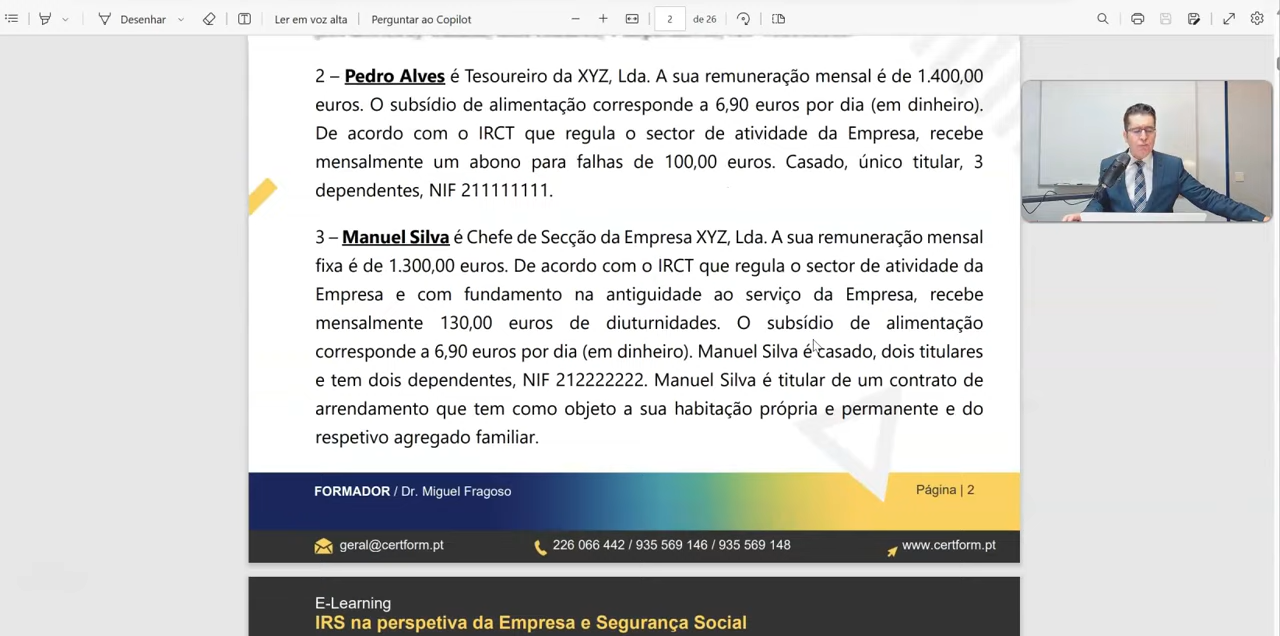 Desenhar
Ler em voz alta
Perguntar ao Copilot
2 de 26
2 – Pedro Alves é Tesoureiro da XYZ, Lda. A sua remuneração mensal é de 1.400,00
euros. O subsídio de alimentação corresponde a 6,90 euros por dia (em dinheiro).
De acordo com o IRCT que regula o sector de atividade da Empresa, recebe
mensalmente um abono para falhas de 100,00 euros. Casado, único titular, 3
dependentes, NIF 211111111.
3 – Manuel Silva é Chefe de Secção da Empresa XYZ, Lda. A sua remuneração mensal
fixa é de 1.300,00 euros. De acordo com o IRCT que regula o sector de atividade da
Empresa e com fundamento na antiguidade ao serviço da Empresa, recebe
mensalmente 130,00 euros de diuturnidades. O subsídio de alimentação
corresponde a 6,90 euros por dia (em dinheiro). Manuel Silva é casado, dois titulares
e tem dois dependentes, NIF 212222222. Manuel Silva é titular de um contrato de
arrendamento que tem como objeto a sua habitação própria e permanente e do
respetivo agregado familiar.
FORMADOR / Dr. Miguel Fragoso
Página | 2
geral@certform.pt
226 066 442 / 935 569 146 / 935 569 148
www.certform.pt
E-Learning
IRS na perspetiva da Empresa e Segurança Social